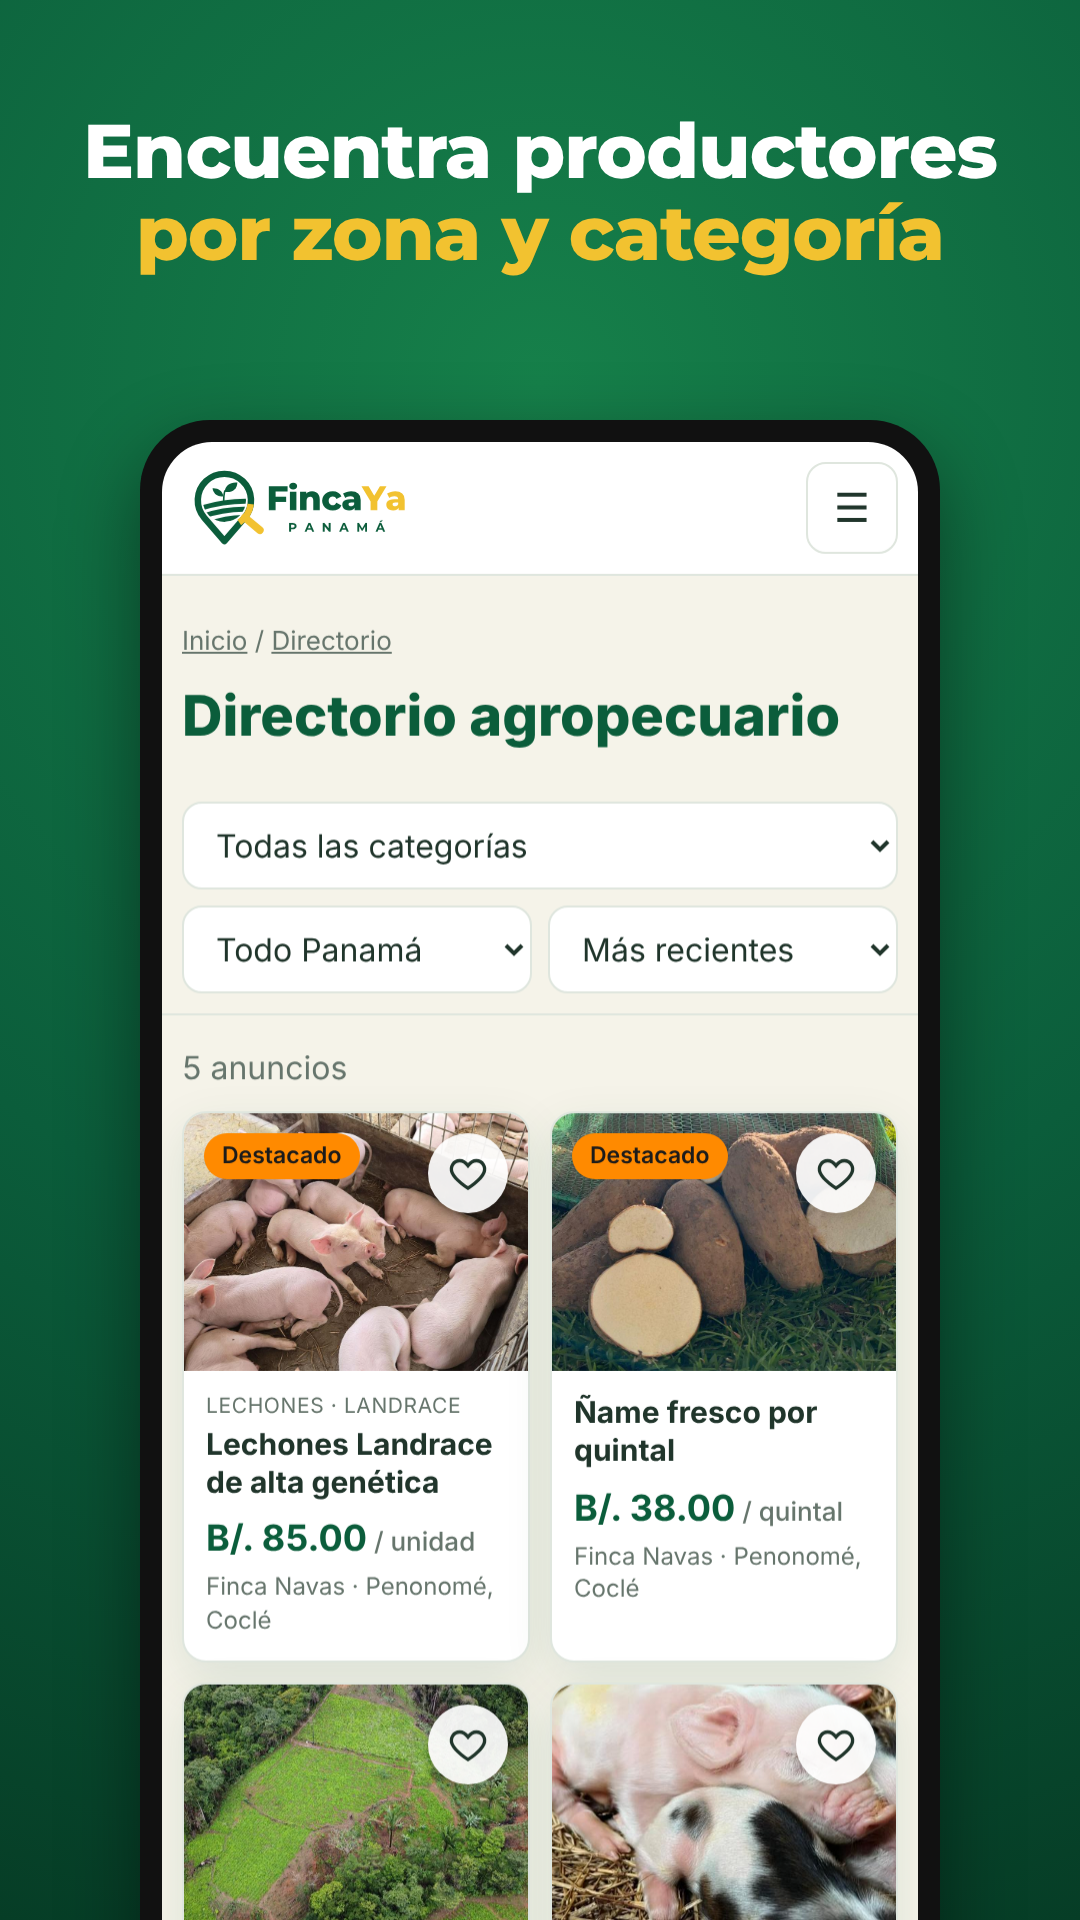 Encuentra productores
por zona y categoría
FincaYa
PANAMÁ
Inicio / Directorio
Directorio agropecuario
Todas las categorías
Todo Panamá
Más recientes
5 anuncios
Destacado
LECHONES · LANDRACE
Lechones Landrace
de alta genética
B/. 85.00 / unidad
Finca Navas · Penonomé,
Coclé
Destacado
Ñame fresco por
quintal
B/. 38.00 / quintal
Finca Navas · Penonomé,
Coclé